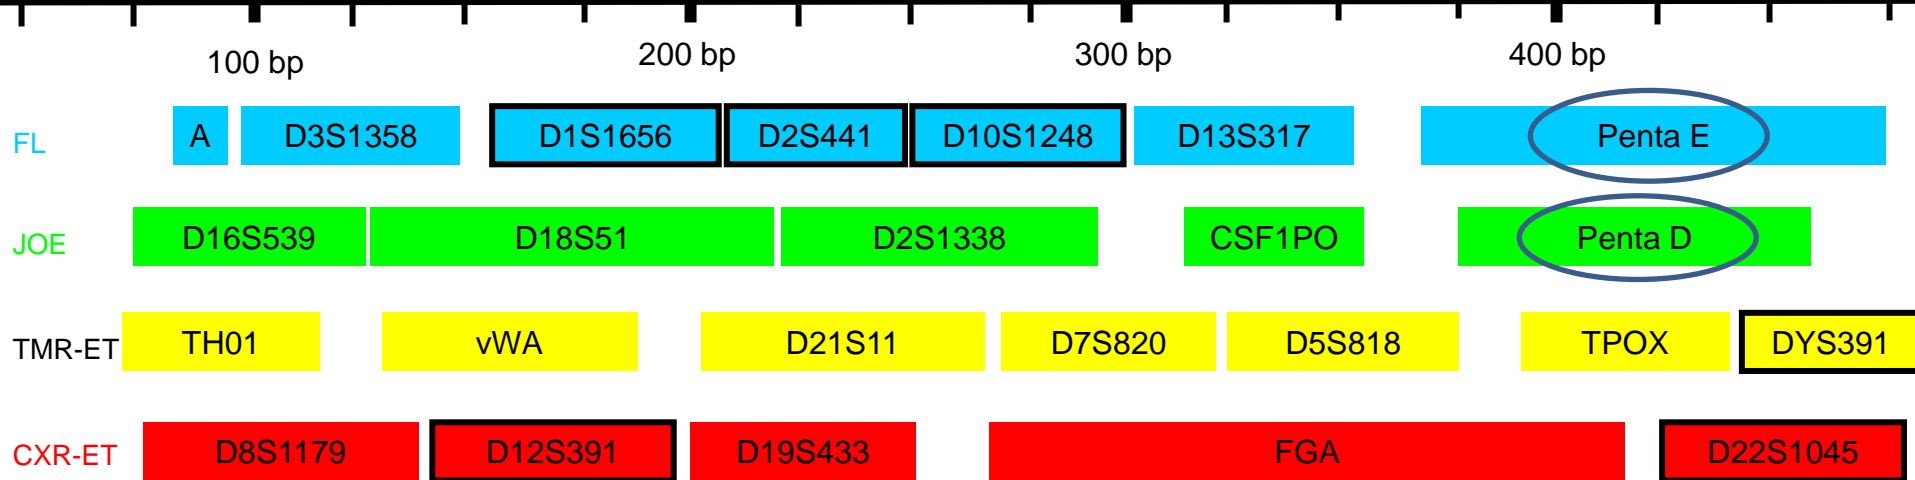 100 bp 200 bp 300 bp 400 bp
FL A D3S1358 D1S1656 D2S441 D10S1248 D13S317 Penta E
JOE D16S539 D18S51 D2S1338 CSF1PO Penta D
TMR-ET TH01 vWA D21S11 D7S820 D5S818 TPOX DYS391
CXR-ET D8S1179 D12S391 D19S433 FGA D22S1045